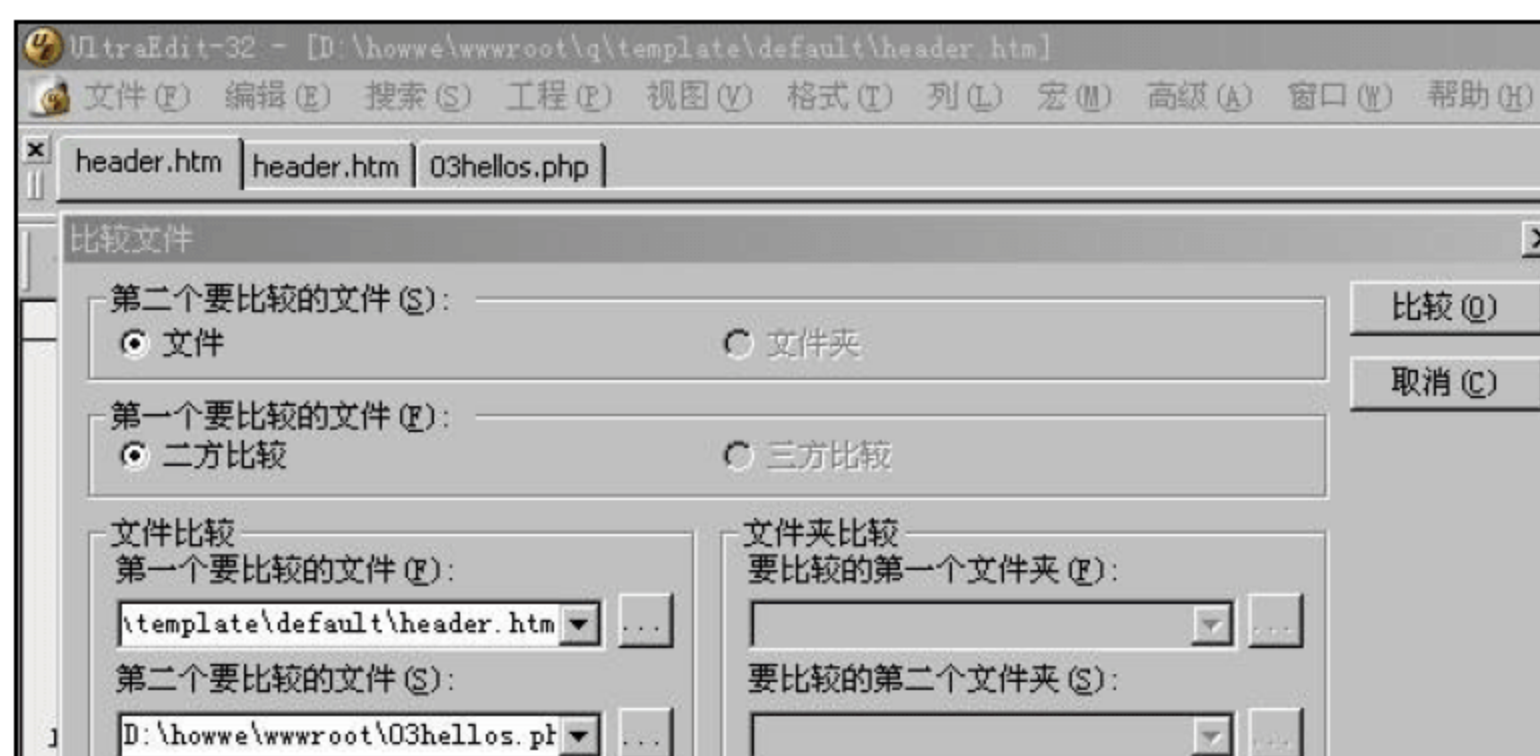 UltraEdit-32 - [D:\howwe\wwwroot\q\template\default\header.htm]
文件(F) 编辑(E) 搜索(S) 工程(P) 视图(V) 格式(T) 列(L) 宏(M) 高级(A) 窗口(W) 帮助(H)
header.htm header.htm 03hellos.php
比较文件
第二个要比较的文件(S):
文件 文件夹
比较(O)
取消(C)
第一个要比较的文件(F):
二方比较 三方比较
文件比较 文件夹比较
第一个要比较的文件(F): 要比较的第一个文件夹(F):
\template\default\header.htm ... ...
第二个要比较的文件(S): 要比较的第二个文件夹(S):
D:\howwe\wwwroot\03hellos.ph ... ...